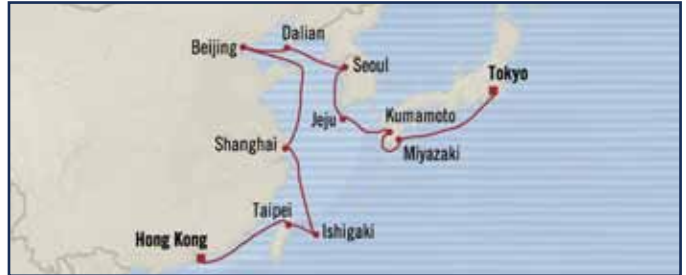 Dalian
Beijing
Seoul
Tokyo
Jeju
Kumamoto
Miyazaki
Shanghai
Taipei
Ishigaki
Hong Kong